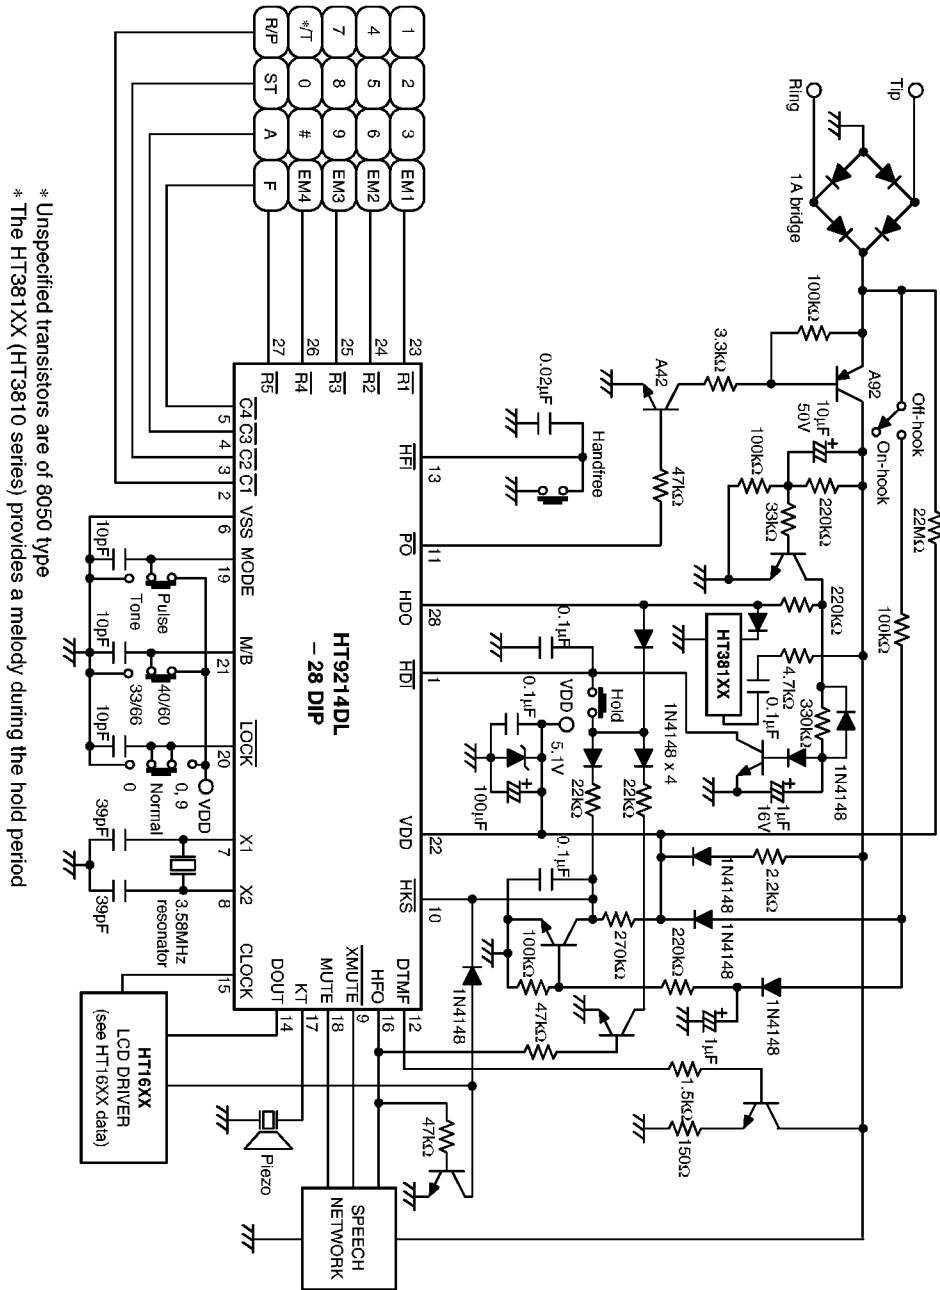 Tip
Ring
1A bridge
100kΩ
3.3kΩ
A42
A92
Off-hook
On-hook
22MΩ
10μF
50V
100kΩ
33kΩ
220kΩ
47kΩ
100kΩ
220kΩ
HT381XX
4.7kΩ
0.1μF
330kΩ
1N4148
1μF
16V
Handfree
0.02μF
0.1μF
0.1μF
VDD
Hold
5.1V
100μF
1N4148 x 4
22kΩ
22kΩ
0.1μF
1N4148
2.2kΩ
1N4148
1N4148
270kΩ
220kΩ
100kΩ
47kΩ
1μF
1N4148
1.5kΩ
150Ω
47kΩ
1 2 3 EM1
4 5 6 EM2
7 8 9 EM3
*/T 0 # EM4
R/P ST A F
23 R1
24 R2
25 R3
26 R4
27 R5
13 HFI
11 PO
28 HDO
1 HDI
22 VDD
10 HKS
12 DTMF
16 HFO
9 XMUTE
18 MUTE
17 KT
14 DOUT
15 CLOCK
HT9214DL
– 28 DIP
C4 5
C3 4
C2 3
C1 2
VSS 6
MODE 19
M/B 21
LOCK 20
X1 7
X2 8
10pF
Tone
Pulse
10pF
33/66
40/60
10pF
0
Normal
0, 9
VDD
39pF
39pF
3.58MHz
resonator
HT16XX
LCD DRIVER
(see HT16XX data)
Piezo
SPEECH
NETWORK
* Unspecified transistors are of 8050 type
* The HT381XX (HT3810 series) provides a melody during the hold period